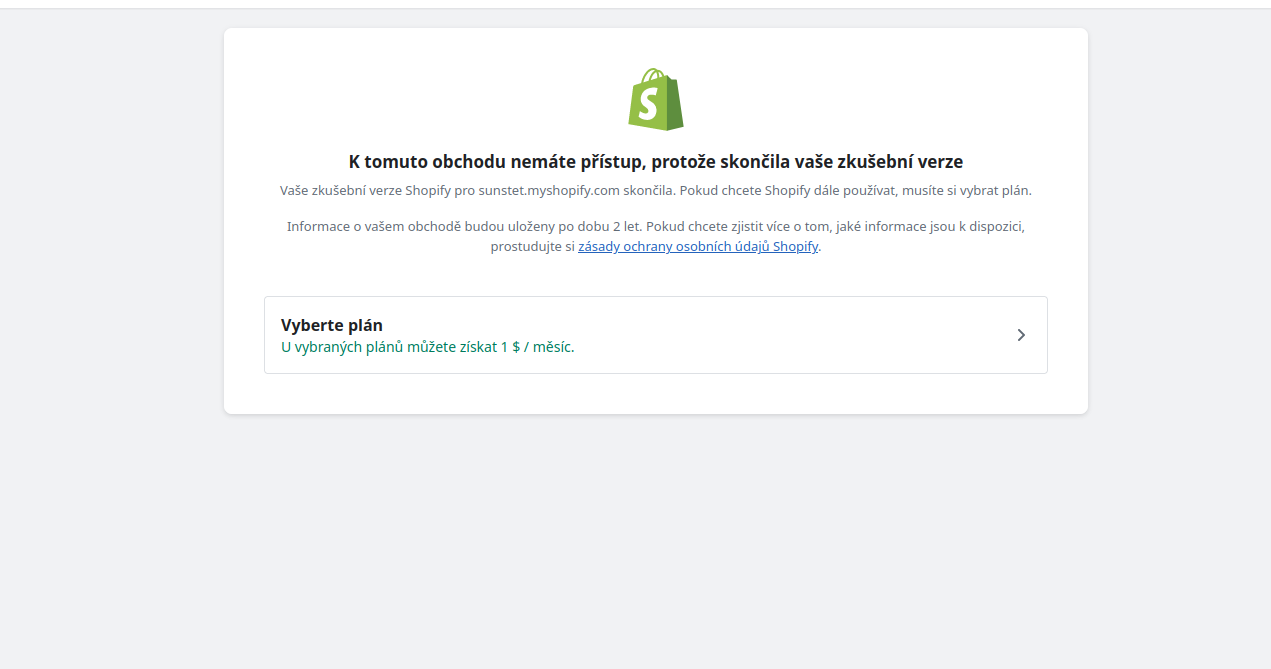 K tomuto obchodu nemáte přístup, protože skončila vaše zkušební verze
Vaše zkušební verze Shopify pro sunstet.myshopify.com skončila. Pokud chcete Shopify dále používat, musíte si vybrat plán.
Informace o vašem obchodě budou uloženy po dobu 2 let. Pokud chcete zjistit více o tom, jaké informace jsou k dispozici,
prostudujte si zásady ochrany osobních údajů Shopify.
Vyberte plán
U vybraných plánů můžete získat 1 $ / měsíc.